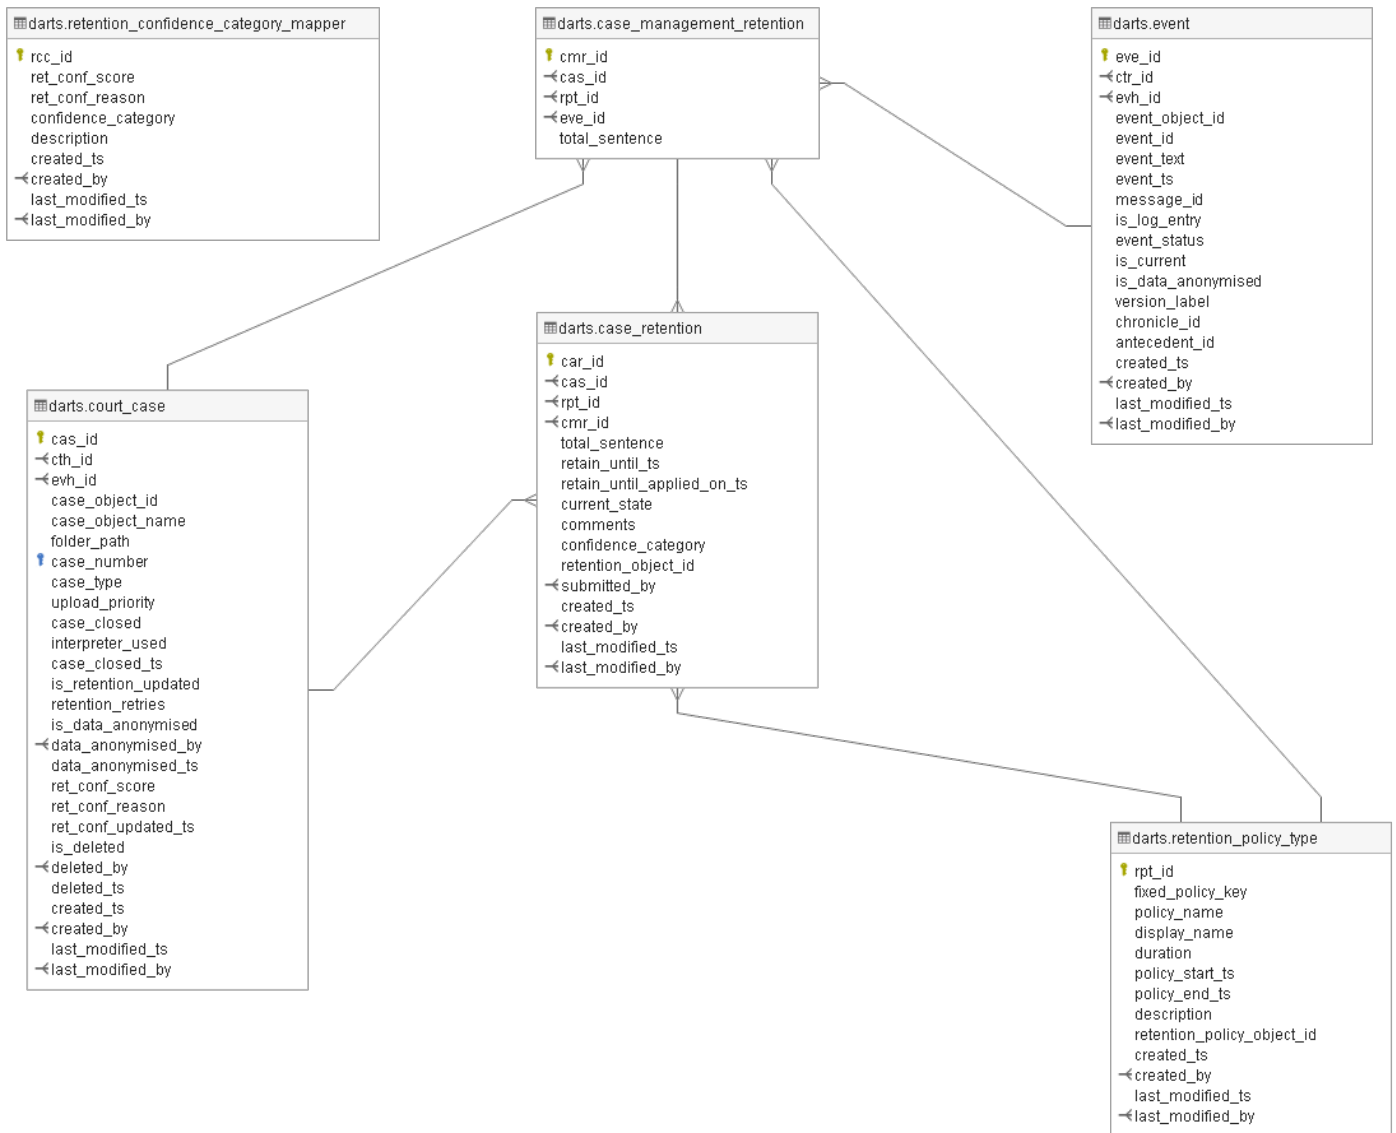 darts.retention_confidence_category_mapper
rcc_id
ret_conf_score
ret_conf_reason
confidence_category
description
created_ts
created_by
last_modified_ts
last_modified_by
darts.case_management_retention
cmr_id
cas_id
rpt_id
eve_id
total_sentence
darts.event
eve_id
ctr_id
evh_id
event_object_id
event_id
event_text
event_ts
message_id
is_log_entry
event_status
is_current
is_data_anonymised
version_label
chronicle_id
antecedent_id
created_ts
created_by
last_modified_ts
last_modified_by
darts.case_retention
car_id
cas_id
rpt_id
cmr_id
total_sentence
retain_until_ts
retain_until_applied_on_ts
current_state
comments
confidence_category
retention_object_id
submitted_by
created_ts
created_by
last_modified_ts
last_modified_by
darts.court_case
cas_id
cth_id
evh_id
case_object_id
case_object_name
folder_path
case_number
case_type
upload_priority
case_closed
interpreter_used
case_closed_ts
is_retention_updated
retention_retries
is_data_anonymised
data_anonymised_by
data_anonymised_ts
ret_conf_score
ret_conf_reason
ret_conf_updated_ts
is_deleted
deleted_by
deleted_ts
created_ts
created_by
last_modified_ts
last_modified_by
darts.retention_policy_type
rpt_id
fixed_policy_key
policy_name
display_name
duration
policy_start_ts
policy_end_ts
description
retention_policy_object_id
created_ts
created_by
last_modified_ts
last_modified_by